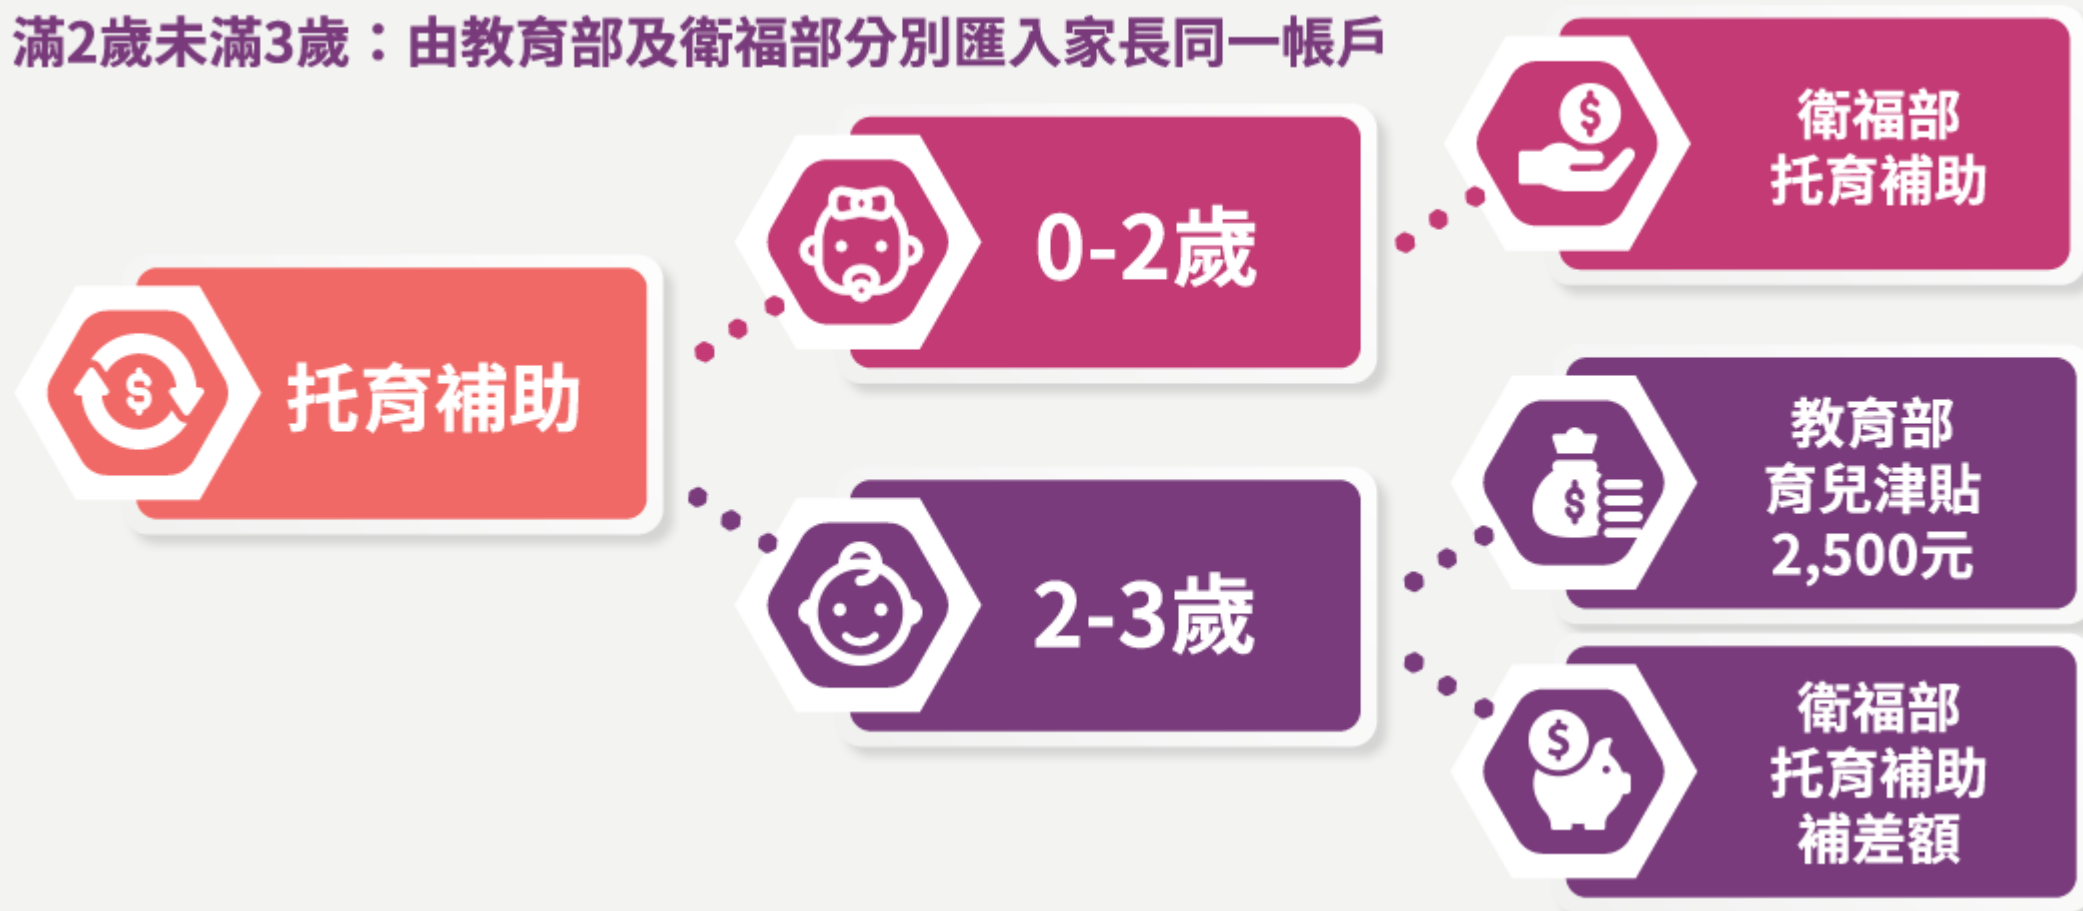 滿2歲未滿3歲：由教育部及衛福部分別匯入家長同一帳戶
托育補助
0-2歲
衛福部
托育補助
2-3歲
教育部
育兒津貼
2,500元
衛福部
托育補助
補差額